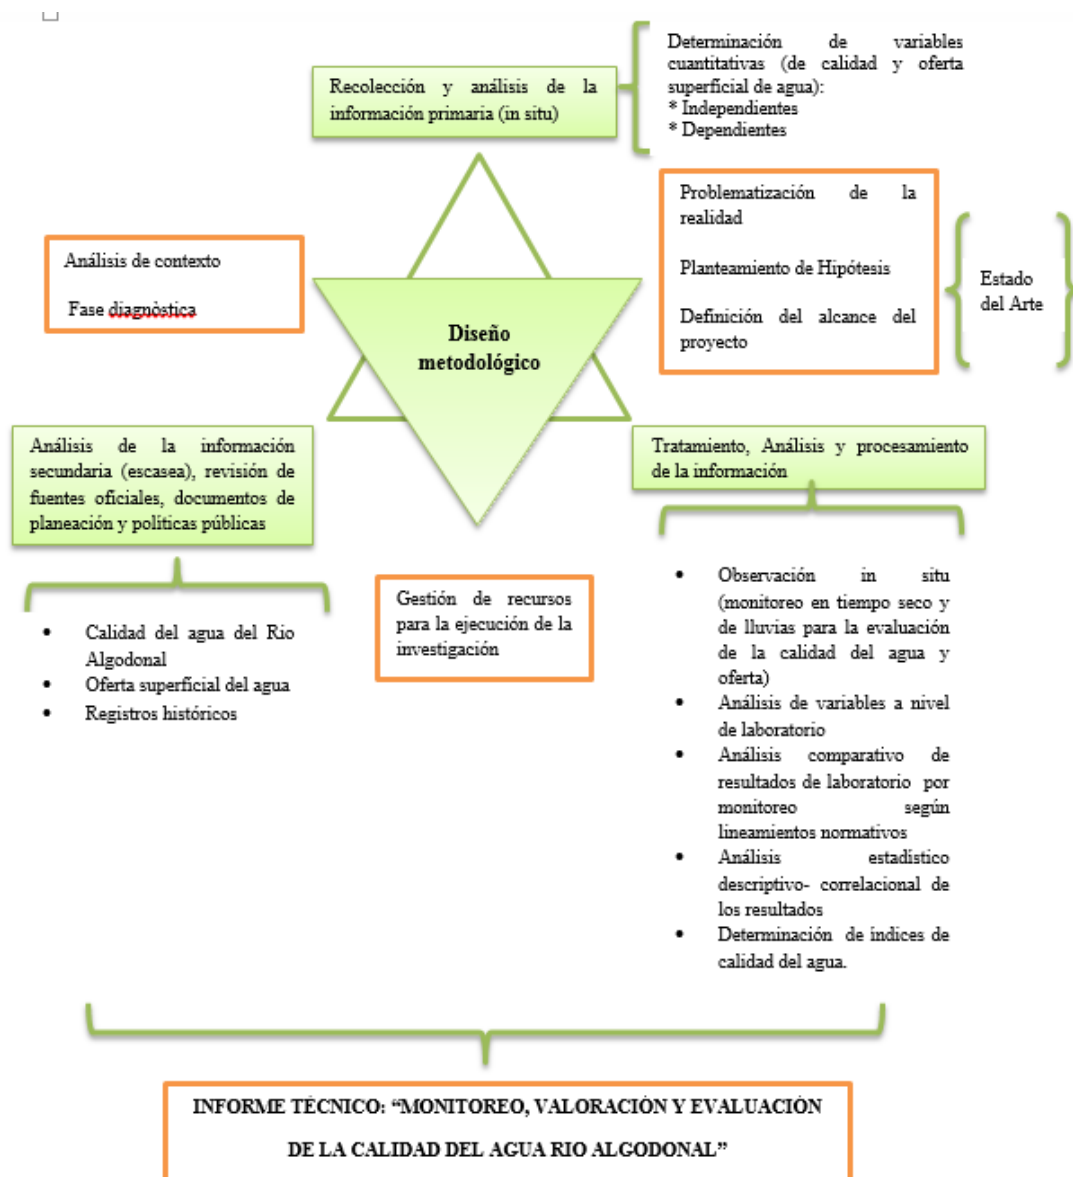 Recolección y análisis de la
información primaria (in situ)
Determinación de variables
cuantitativas (de calidad y oferta
superficial de agua):
* Independientes
* Dependientes
Problematización de la
realidad
Planteamiento de Hipótesis
Definición del alcance del
proyecto
Estado
del Arte
Análisis de contexto
Fase diagnòstica
Diseño
metodológico
Análisis de la información
secundaria (escasea), revisión de
fuentes oficiales, documentos de
planeación y políticas públicas
Tratamiento, Análisis y procesamiento
de la información
• Calidad del agua del Rio
Algodonal
• Oferta superficial del agua
• Registros históricos
Gestión de recursos
para la ejecución de la
investigación
• Observación in situ
(monitoreo en tiempo seco y
de lluvias para la evaluación
de la calidad del agua y
oferta)
• Análisis de variables a nivel
de laboratorio
• Análisis comparativo de
resultados de laboratorio por
monitoreo según
lineamientos normativos
• Análisis estadístico
descriptivo- correlacional de
los resultados
• Determinación de índices de
calidad del agua.
INFORME TÉCNICO: “MONITOREO, VALORACIÓN Y EVALUACIÓN
DE LA CALIDAD DEL AGUA RIO ALGODONAL”